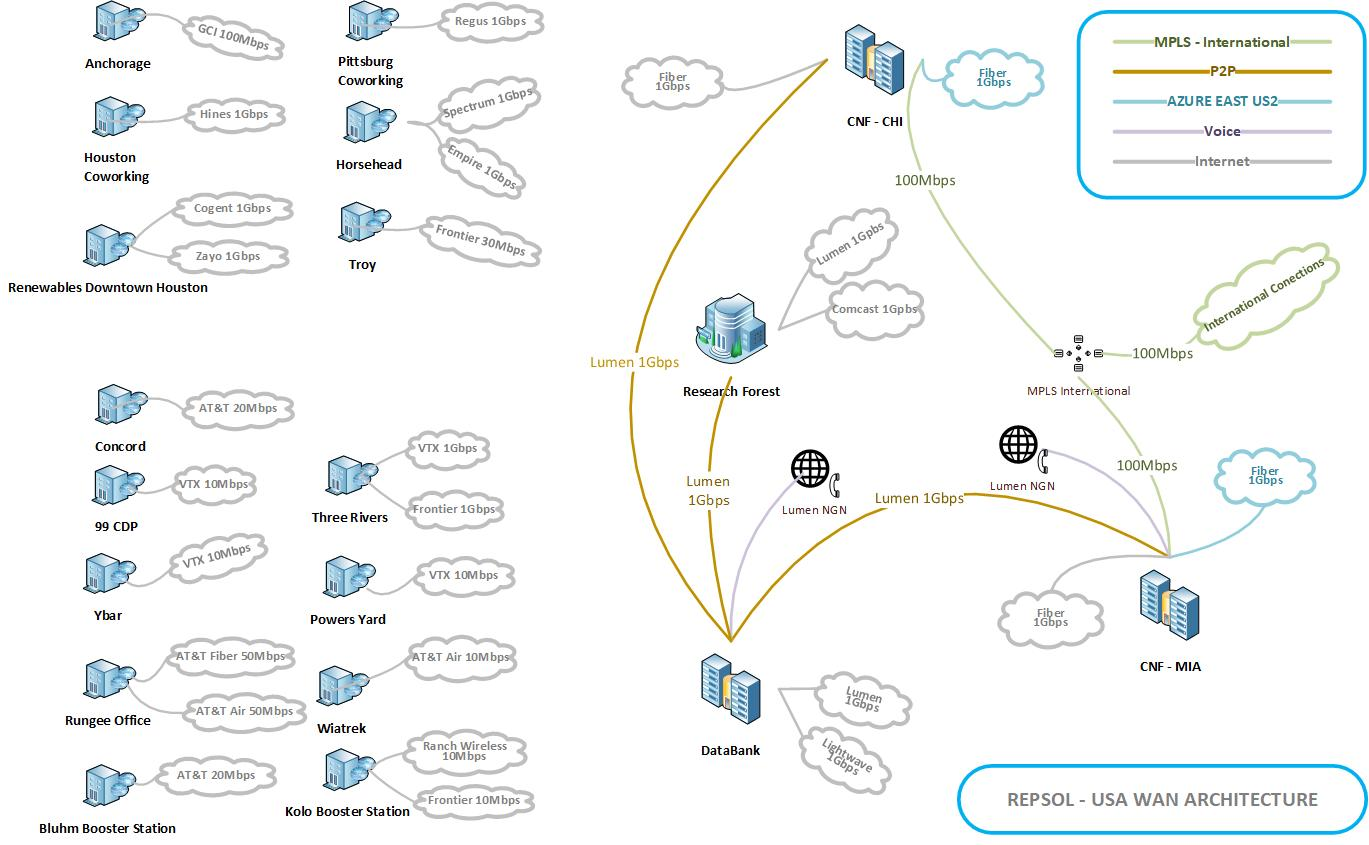 GCI 100Mbps
Anchorage
Regus 1Gbps
Pittsburg
Coworking
Hines 1Gbps
Houston
Coworking
Spectrum 1Gbps
Empire 1Gbps
Horsehead
Cogent 1Gbps
Zayo 1Gbps
Renewables Downtown Houston
Frontier 30Mbps
Troy
AT&T 20Mbps
Concord
VTX 10Mbps
99 CDP
VTX 1Gbps
Frontier 1Gbps
Three Rivers
VTX 10Mbps
Ybar
VTX 10Mbps
Powers Yard
AT&T Fiber 50Mbps
AT&T Air 50Mbps
Rungee Office
AT&T Air 10Mbps
Wiatrek
AT&T 20Mbps
Bluhm Booster Station
Ranch Wireless
10Mbps
Frontier 10Mbps
Kolo Booster Station
Fiber
1Gbps
CNF - CHI
Fiber
1Gbps
100Mbps
Lumen 1Gpbs
Comcast 1Gpbs
Research Forest
Lumen 1Gbps
Lumen
1Gbps
International Conections
100Mbps
MPLS International
100Mbps
Lumen NGN
Lumen NGN
Lumen 1Gbps
Fiber
1Gbps
Fiber
1Gbps
CNF - MIA
Lumen
1Gbps
Lightwave
1Gbps
DataBank
MPLS - International
P2P
AZURE EAST US2
Voice
Internet
REPSOL - USA WAN ARCHITECTURE